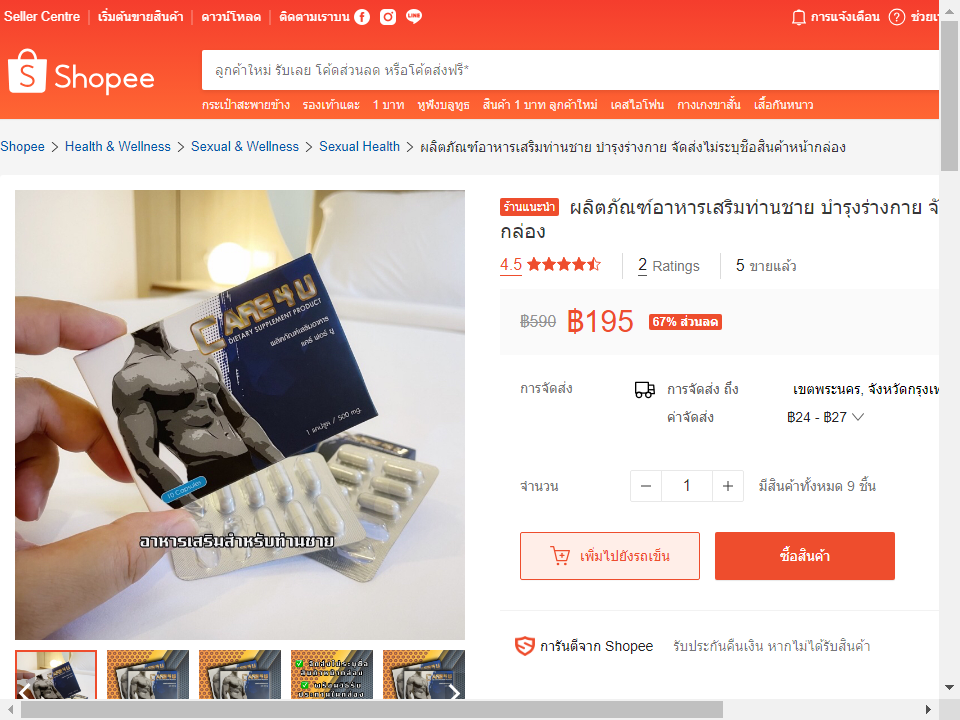 Seller Centre
เริ่มต้นขายสินค้า
ดาวน์โหลด
ติดตามเราบน
LINE
การแจ้งเตือน
Shopee
ลูกค้าใหม่ รับเลย โค้ดส่วนลด หรือโค้ดส่งฟรี*
กระเป๋าสะพายข้าง รองเท้าแตะ 1 บาท หูฟังบลูทูธ สินค้า 1 บาท ลูกค้าใหม่ เคสไอโฟน กางเกงขาสั้น เสื้อกันหนาว
Shopee > Health & Wellness > Sexual & Wellness > Sexual Health > ผลิตภัณฑ์อาหารเสริมท่านชาย บำรุงร่างกาย จัดส่งไม่ระบุชื่อสินค้าหน้ากล่อง
CARE 4 U
DIETARY SUPPLEMENT PRODUCT
ผลิตภัณฑ์เสริมอาหาร
แคร์ ฟอร์ ยู
1 แคปซูล / 500 mg.
10 Capsules
อาหารเสริมสำหรับท่านชาย
ร้านแนะนำ ผลิตภัณฑ์อาหารเสริมท่านชาย บำรุงร่างกาย
กล่อง
4.5
2 Ratings
5 ขายแล้ว
฿590 ฿195 67% ส่วนลด
การจัดส่ง
การจัดส่ง ถึง
เขตพระนคร, จังหวัดกรุงเท
ค่าจัดส่ง
฿24 - ฿27
จำนวน
1
มีสินค้าทั้งหมด 9 ชิ้น
เพิ่มไปยังรถเข็น
ซื้อสินค้า
การันตีจาก Shopee
รับประกันคืนเงิน หากไม่ได้รับสินค้า